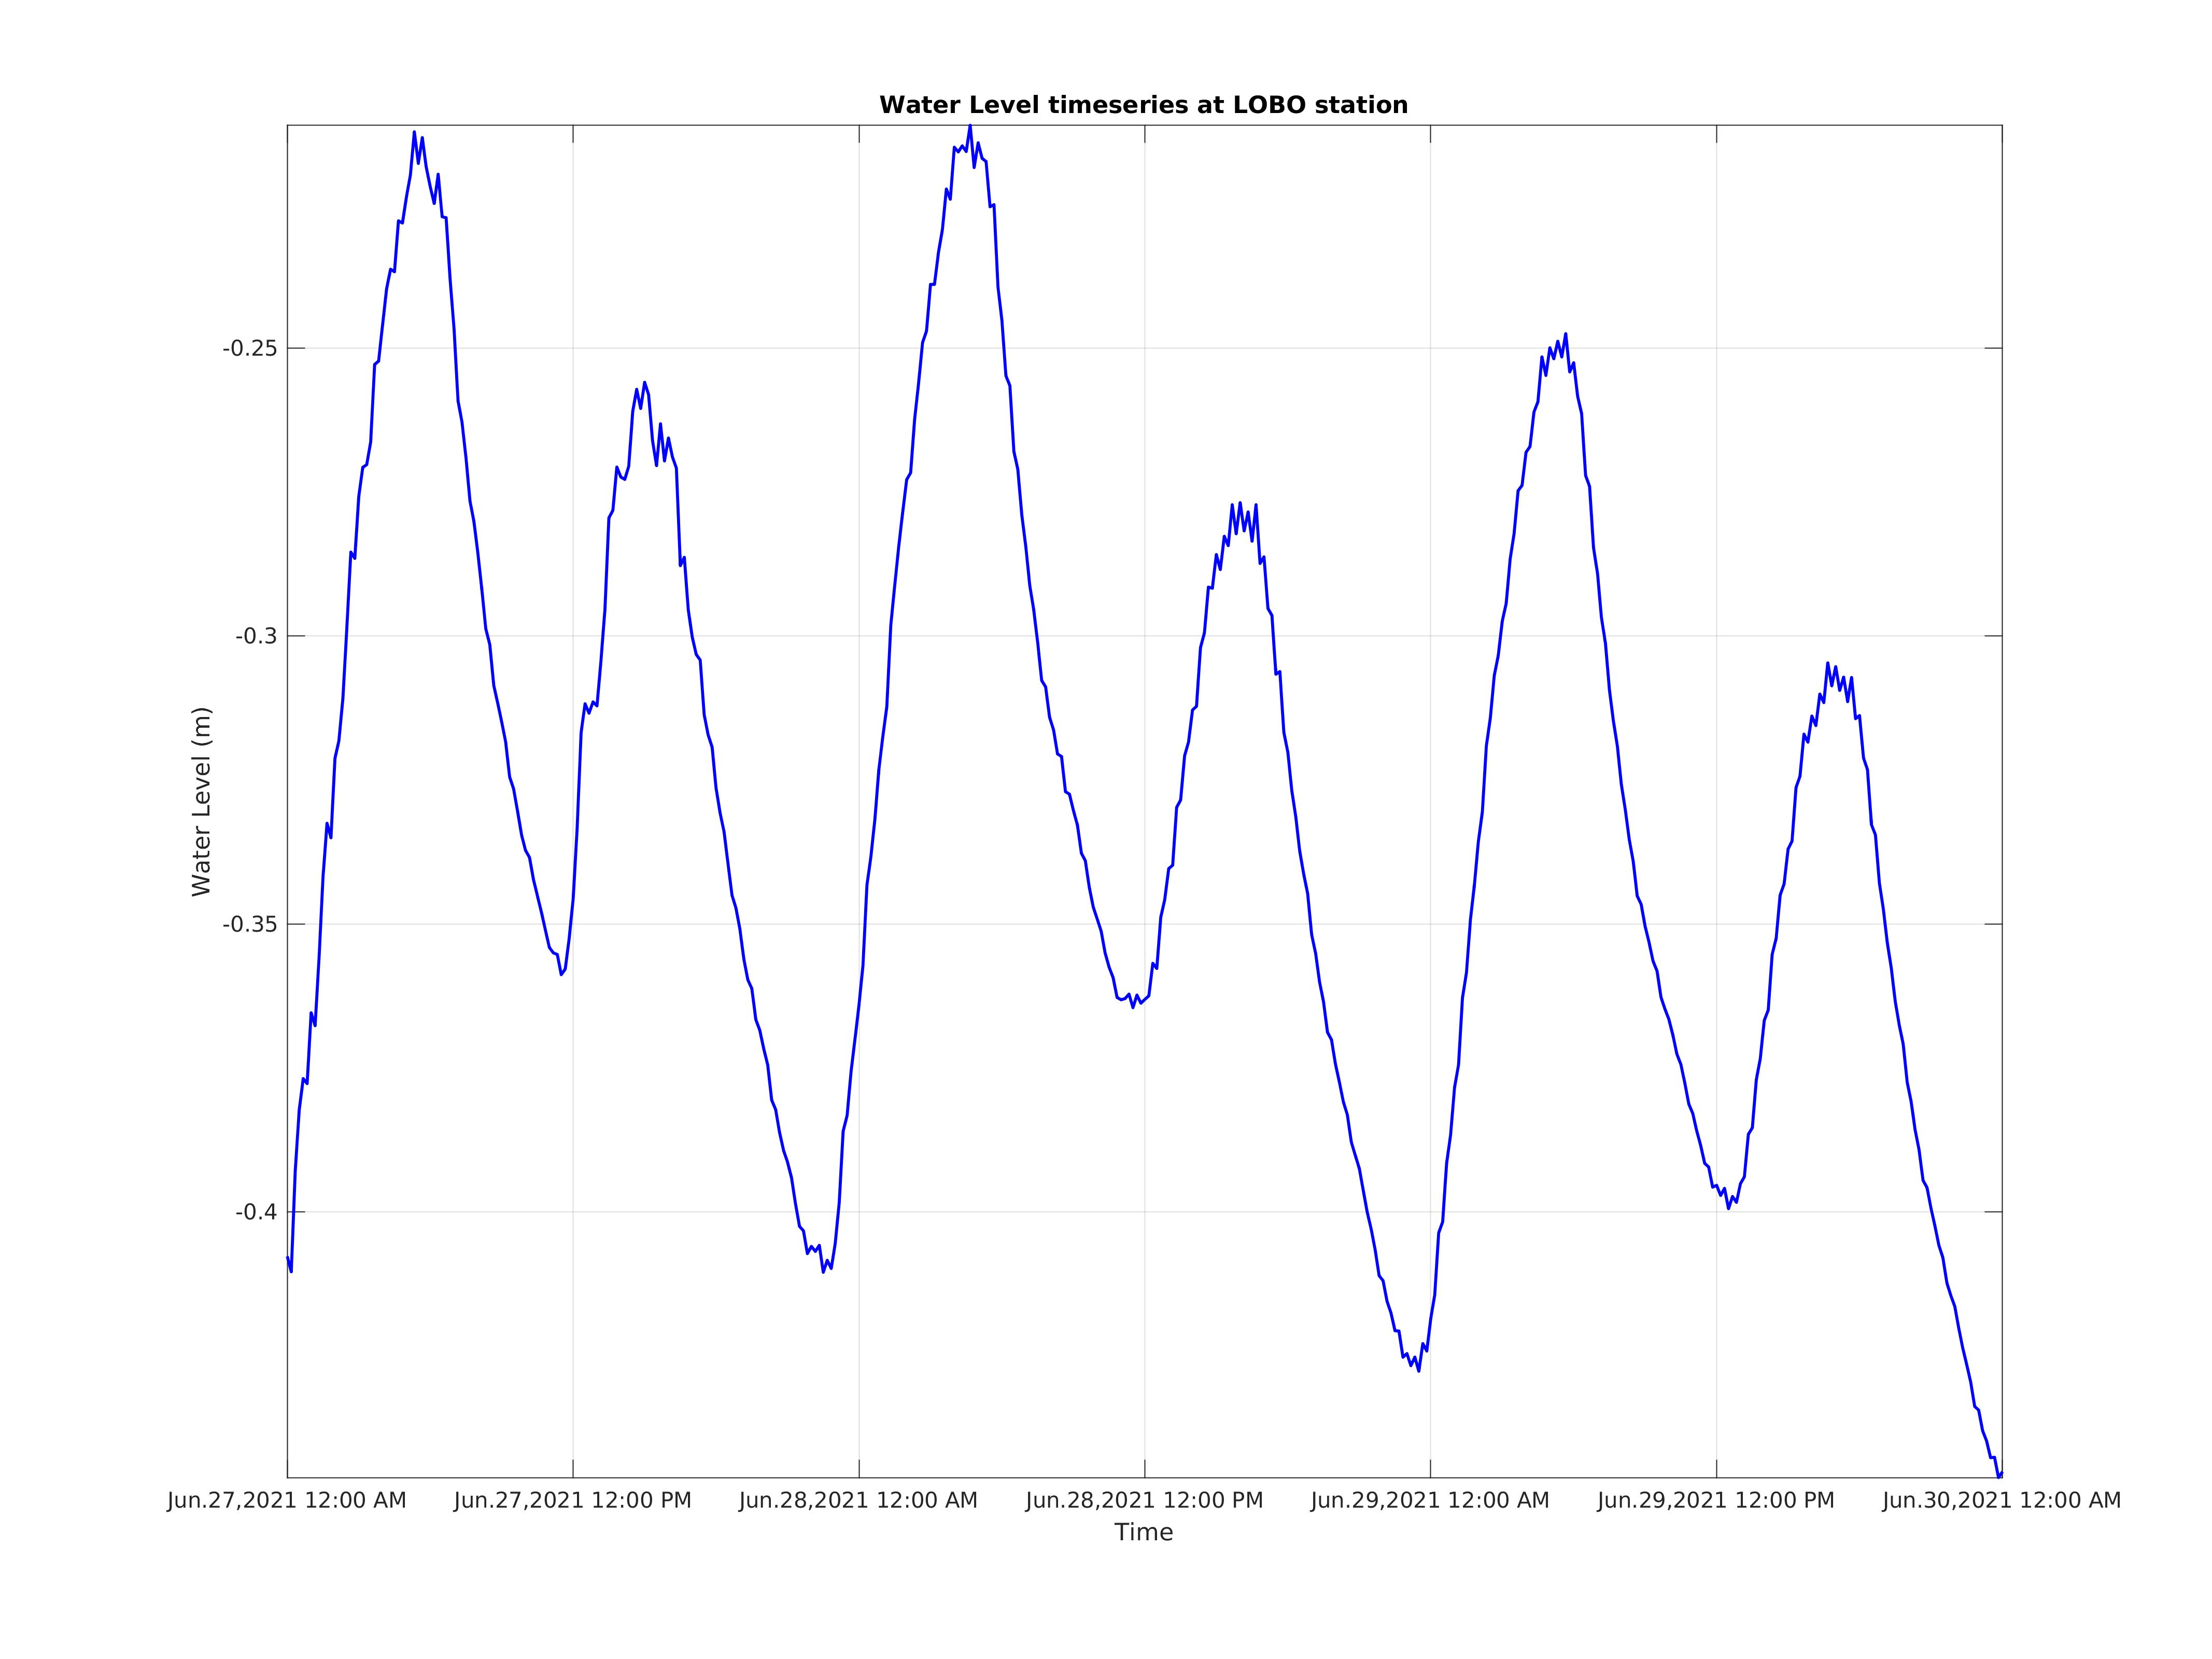 Water Level timeseries at LOBO station
-0.25
-0.3
-0.35
-0.4
Water Level (m)
Jun.27,2021 12:00 AM Jun.27,2021 12:00 PM Jun.28,2021 12:00 AM Jun.28,2021 12:00 PM Jun.29,2021 12:00 AM Jun.29,2021 12:00 PM Jun.30,2021 12:00 AM
Time